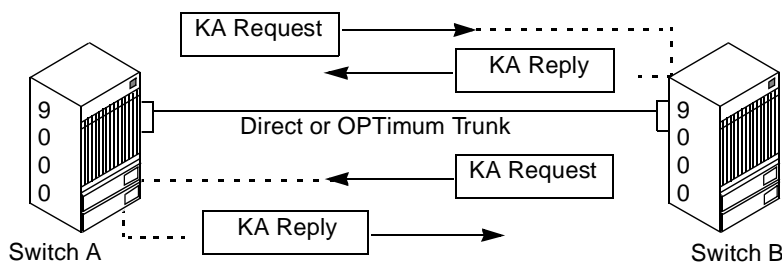 KA Request
KA Reply
9
0
0
0
9
0
0
0
Direct or OPTimum Trunk
KA Request
KA Reply
Switch A
Switch B